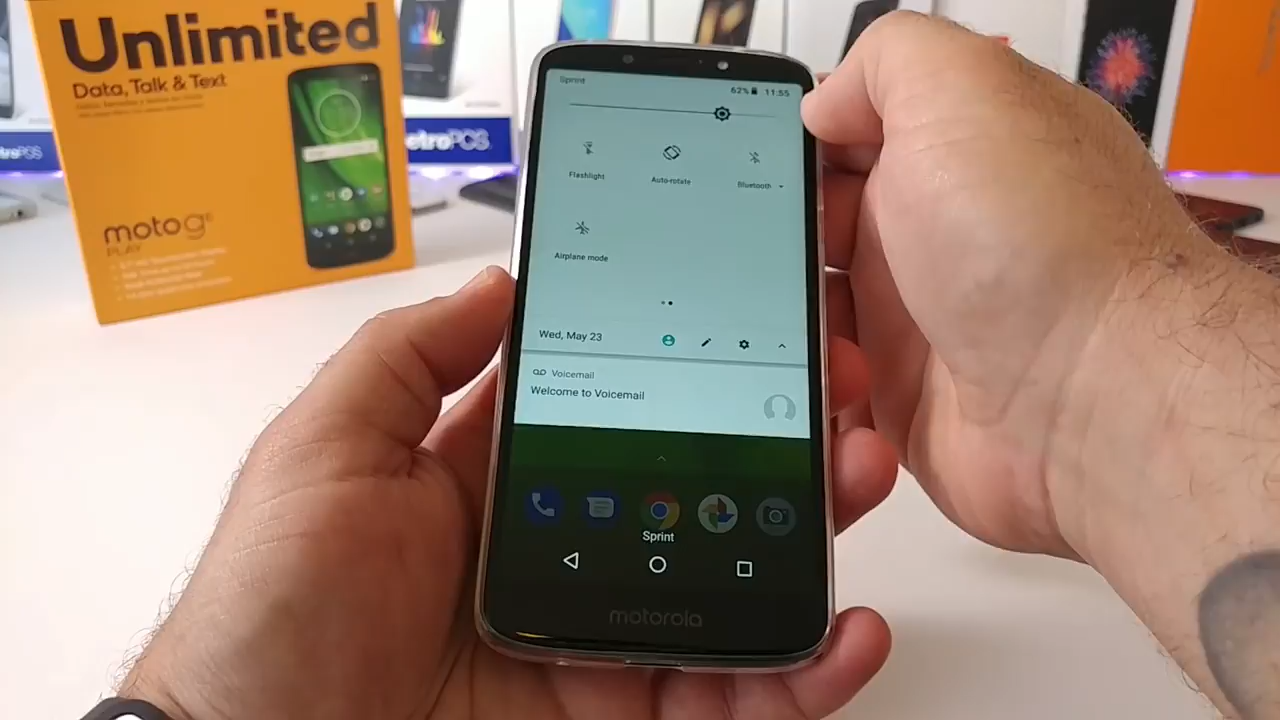 Unlimited
Data, Talk & Text
moto g6
PLAY
etroPCS
Sprint
62% 11:55
Flashlight
Auto-rotate
Bluetooth
Airplane mode
Wed, May 23
Voicemail
Welcome to Voicemail
Sprint
motorola